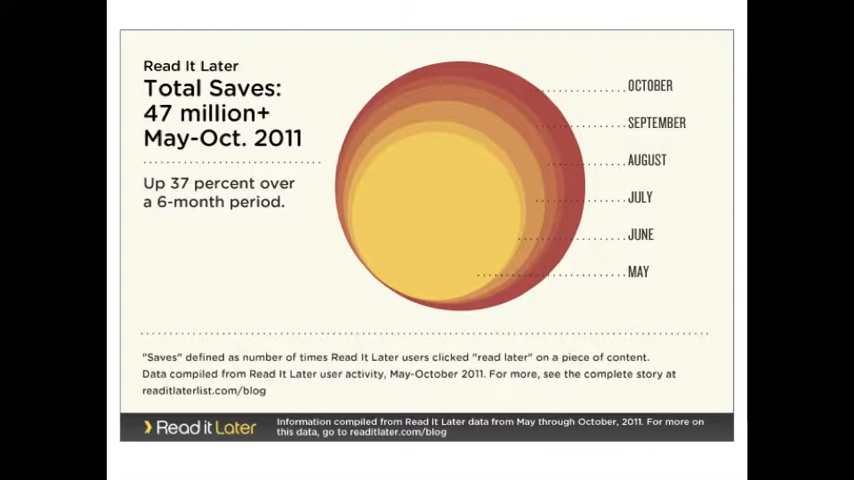 Read It Later
Total Saves:
47 million+
May-Oct. 2011
Up 37 percent over
a 6-month period.
OCTOBER
SEPTEMBER
AUGUST
JULY
JUNE
MAY
"Saves" defined as number of times Read It Later users clicked "read later" on a piece of content.
Data compiled from Read It Later user activity, May-October 2011. For more, see the complete story at
readitlaterlist.com/blog
Read it Later
Information compiled from Read It Later data from May through October, 2011. For more on
this data, go to readitlater.com/blog